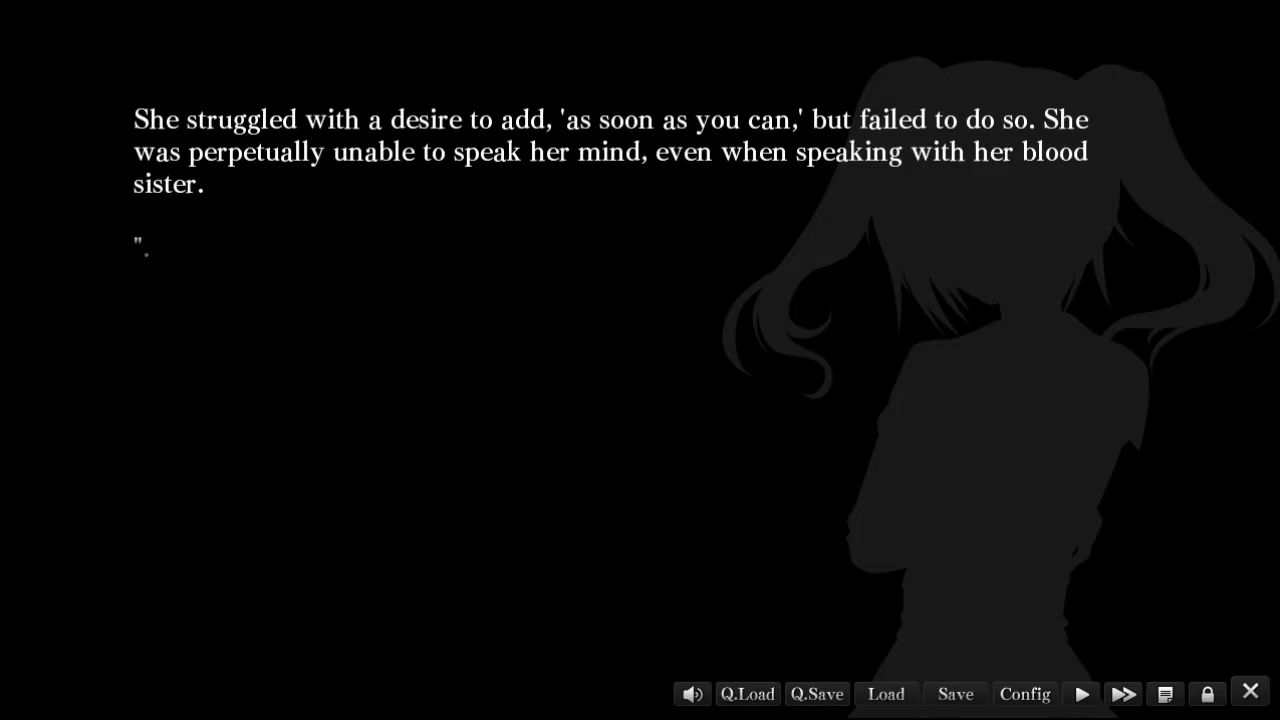 She struggled with a desire to add, 'as soon as you can,' but failed to do so. She
was perpetually unable to speak her mind, even when speaking with her blood
sister.
".
Q.Load Q.Save Load Save Config